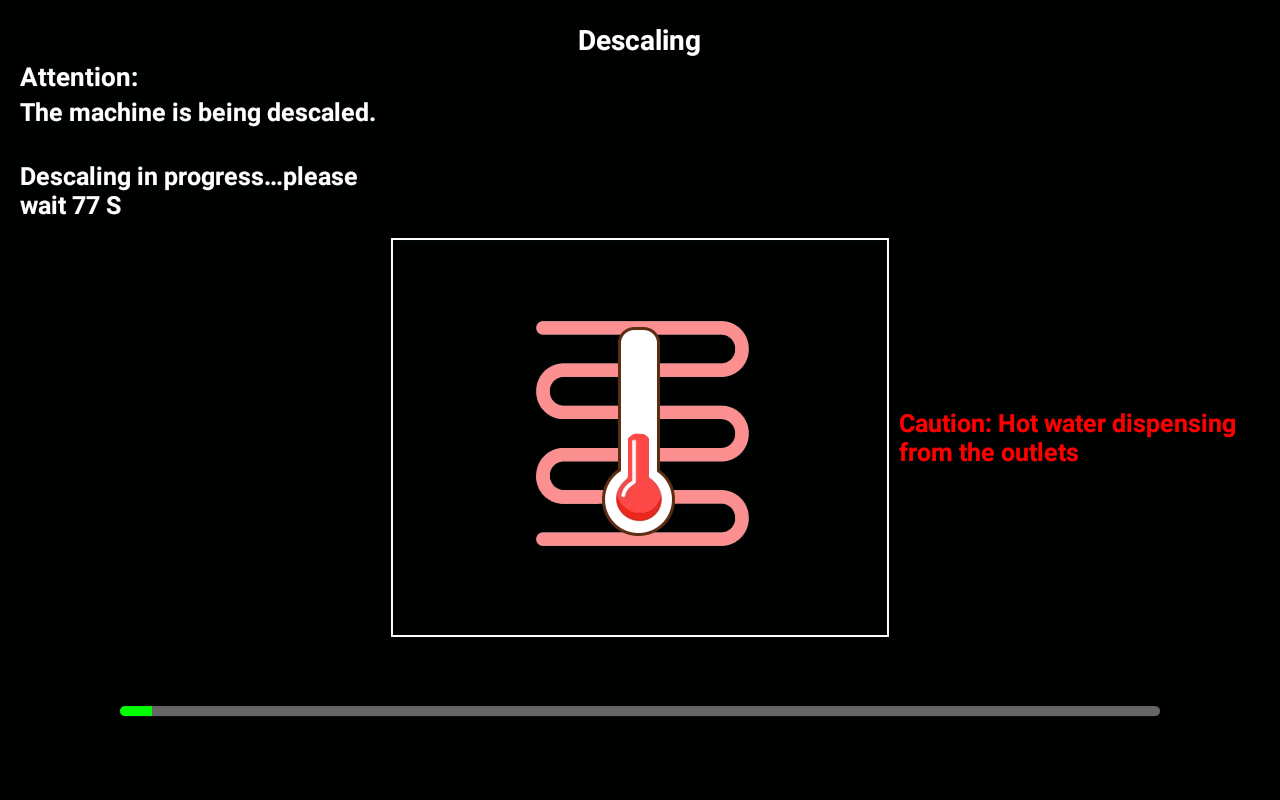 Descaling
Attention:
The machine is being descaled.
Descaling in progress...please
wait 77 S
Caution: Hot water dispensing
from the outlets